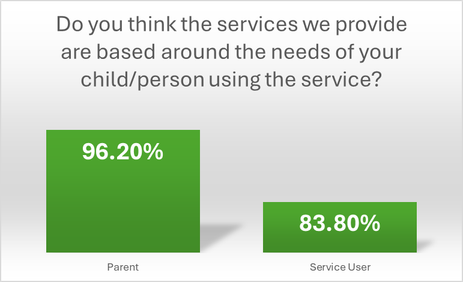 Do you think the services we provide
are based around the needs of your
child/person using the service?
96.20%
83.80%
Parent
Service User